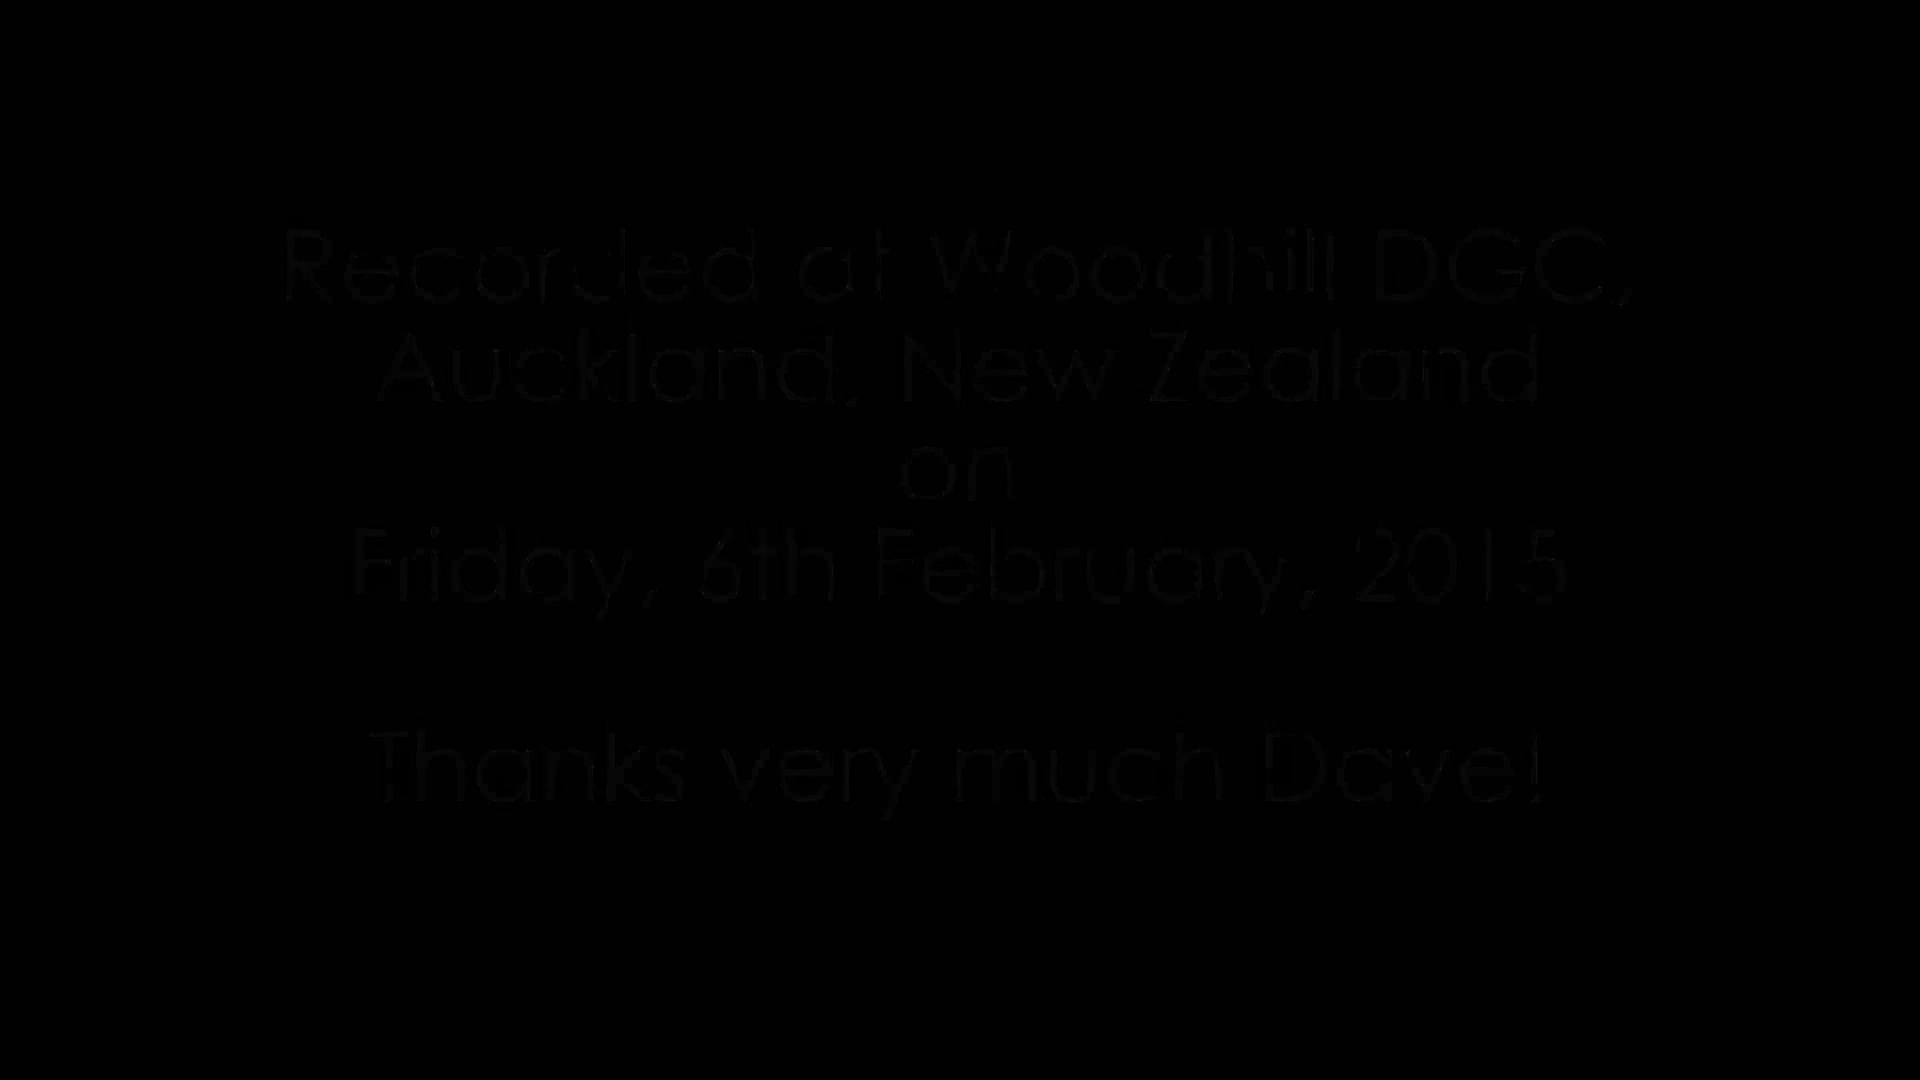 Recorded at Woodhill DGC,
Auckland, New Zealand
on
Friday, 6th February, 2015
Thanks very much Dave!